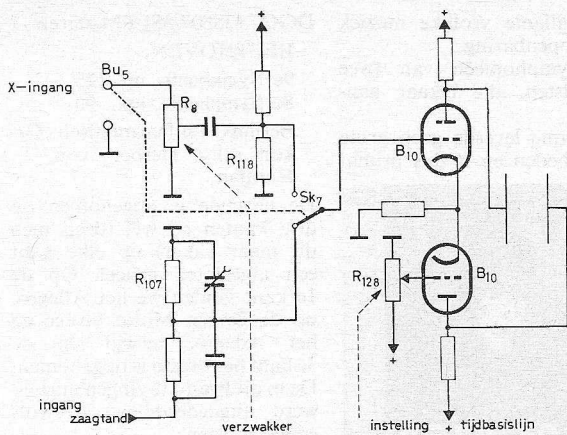 Bu5
X-ingang
R8
+
R118
Sk7
+
B10
R107
R128
B10
+
ingang
zaagtand
verzwakker
instelling
+ tijdbasislijn